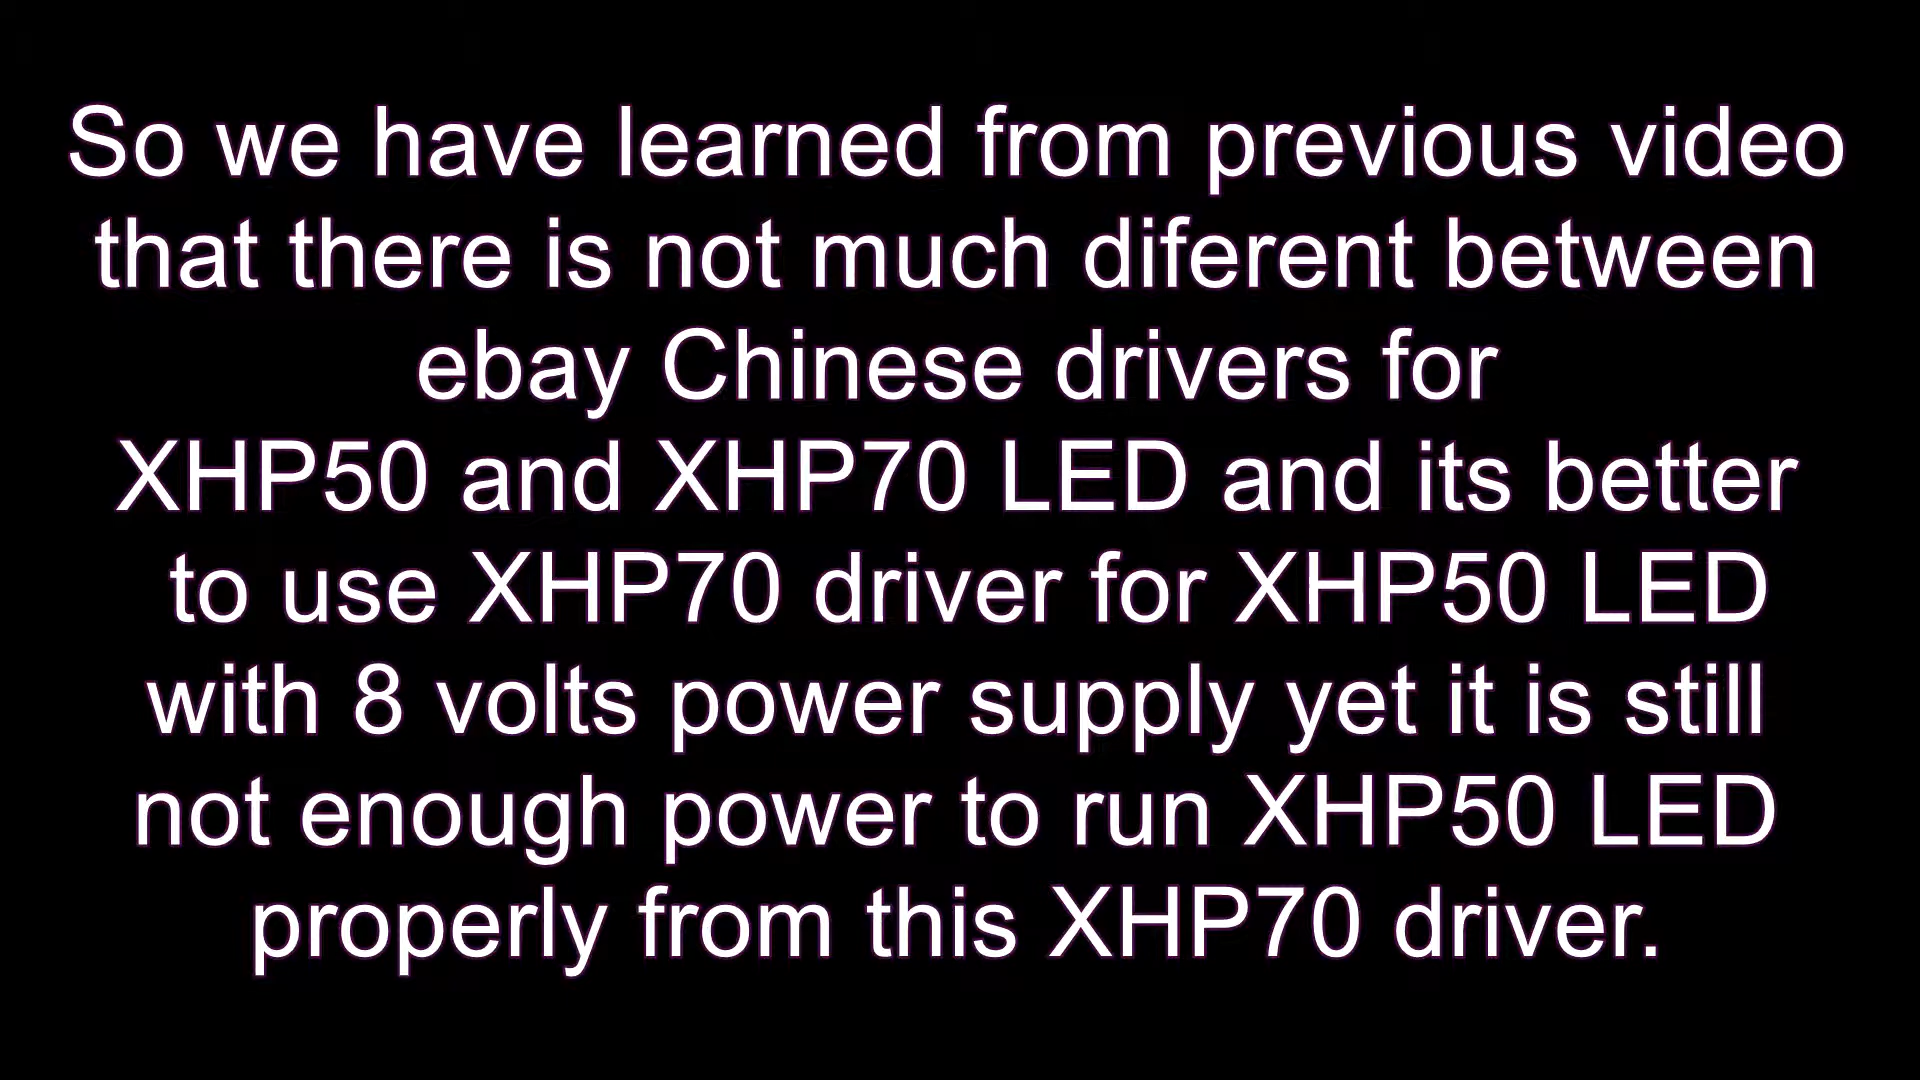 So we have learned from previous video
that there is not much diferent between
ebay Chinese drivers for
XHP50 and XHP70 LED and its better
to use XHP70 driver for XHP50 LED
with 8 volts power supply yet it is still
not enough power to run XHP50 LED
properly from this XHP70 driver.